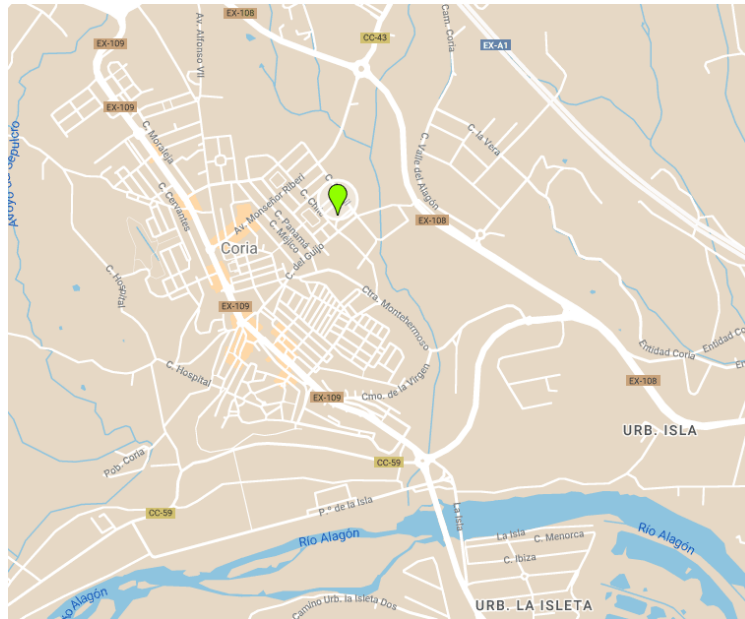 EX-108
Av. Alfonso VII
EX-109
CC-43
Cam. Coria
EX-A1
EX-109
C. Moraleja
C. la Vera
C. Valle del Alagón
C. Cervantes
Av. Monseñor Riberi
C. Panamá
C. Méjico
EX-108
Coria
C. del Guijo
C. Hospital
Ctra. Montehermoso
EX-109
Entidad Coria
Entidad Co
C. Hospital
Cmo. de la Virgen
EX-108
EX-109
URB. ISLA
Pob. Coria
CC-59
CC-59
P.º de la Isla
La Isla
Río Alagón
La Isla
C. Menorca
Río Alagón
C. Ibiza
Alagón
Camino Urb. la Isleta Dos
URB. LA ISLETA